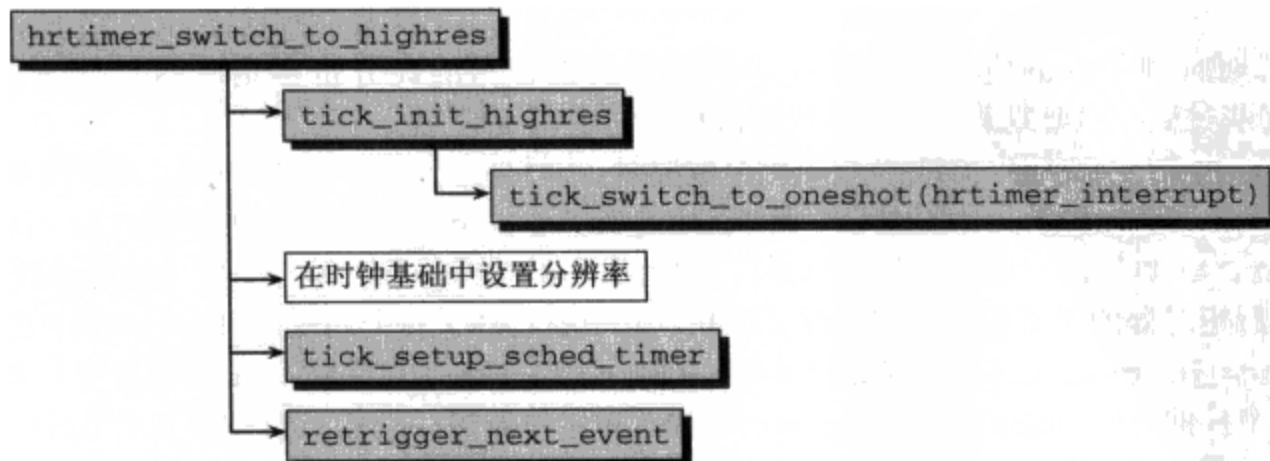 hrtimer_switch_to_highres
tick_init_highres
tick_switch_to_oneshot(hrtimer_interrupt)
在时钟基础中设置分辨率
tick_setup_sched_timer
retrigger_next_event